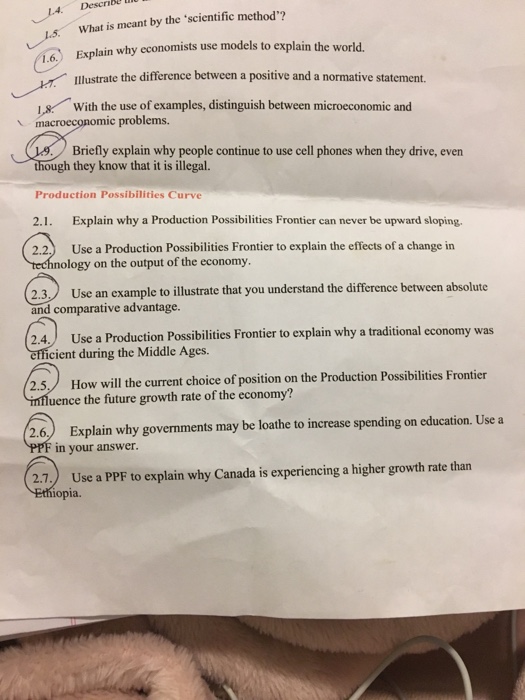 1.4. Describe
1.5. What is meant by the 'scientific method'?
1.6. Explain why economists use models to explain the world.
1.7. Illustrate the difference between a positive and a normative statement.
1.8. With the use of examples, distinguish between microeconomic and
macroeconomic problems.
1.9. Briefly explain why people continue to use cell phones when they drive, even
though they know that it is illegal.
Production Possibilities Curve
2.1. Explain why a Production Possibilities Frontier can never be upward sloping.
2.2. Use a Production Possibilities Frontier to explain the effects of a change in
technology on the output of the economy.
2.3. Use an example to illustrate that you understand the difference between absolute
and comparative advantage.
2.4. Use a Production Possibilities Frontier to explain why a traditional economy was
efficient during the Middle Ages.
2.5. How will the current choice of position on the Production Possibilities Frontier
influence the future growth rate of the economy?
2.6. Explain why governments may be loathe to increase spending on education. Use a
PPF in your answer.
2.7. Use a PPF to explain why Canada is experiencing a higher growth rate than
Ethiopia.